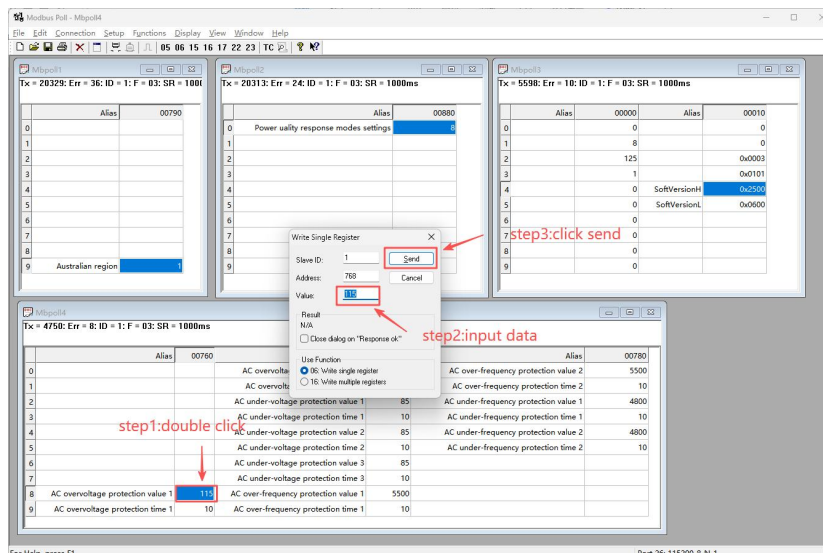 Modbus Poll - Mbpoll4
File Edit Connection Setup Functions Display View Window Help
05 06 15 16 17 22 23 TC
Mbpoll1
Tx = 20329: Err = 36: ID = 1: F = 03: SR = 100
Alias 00790
0
1
2
3
4
5
6
7
8
9 Australian region 1
Mbpoll2
Tx = 20313: Err = 24: ID = 1: F = 03: SR = 1000ms
Alias 00880
0 Power uality response modes settings 8
1
2
3
4
5
6
7
8
9
Mbpoll3
Tx = 5598: Err = 10: ID = 1: F = 03: SR = 1000ms
Alias 00000 Alias 00010
0 0 0
1 8 0
2 125 0x0003
3 1 0x0101
4 0 SoftVersionH 0x2500
5 0 SoftVersionL 0x0600
6 0
7 0
8 0
9 0
Write Single Register
Slave ID: 1 Send
Address: 768 Cancel
Value: 115
Result
N/A
Close dialog on "Response ok"
Use Function
06: Write single register
16: Write multiple registers
step3:click send
step2:input data
step1:double click
Mbpoll4
Tx = 4750: Err = 8: ID = 1: F = 03: SR = 1000ms
Alias 00760 Alias 00780
0 AC overvolta AC over-frequency protection value 2 5500
1 AC overvolta AC over-frequency protection time 2 10
2 AC under-voltage protection value 1 85 AC under-frequency protection value 1 4800
3 AC under-voltage protection time 1 10 AC under-frequency protection time 1 10
4 AC under-voltage protection value 2 85 AC under-frequency protection value 2 4800
5 AC under-voltage protection time 2 10 AC under-frequency protection time 2 10
6 AC under-voltage protection value 3 85
7 AC under-voltage protection time 3 10
8 AC overvoltage protection value 1 115 AC over-frequency protection value 1 5500
9 AC overvoltage protection time 1 10 AC over-frequency protection time 1 10